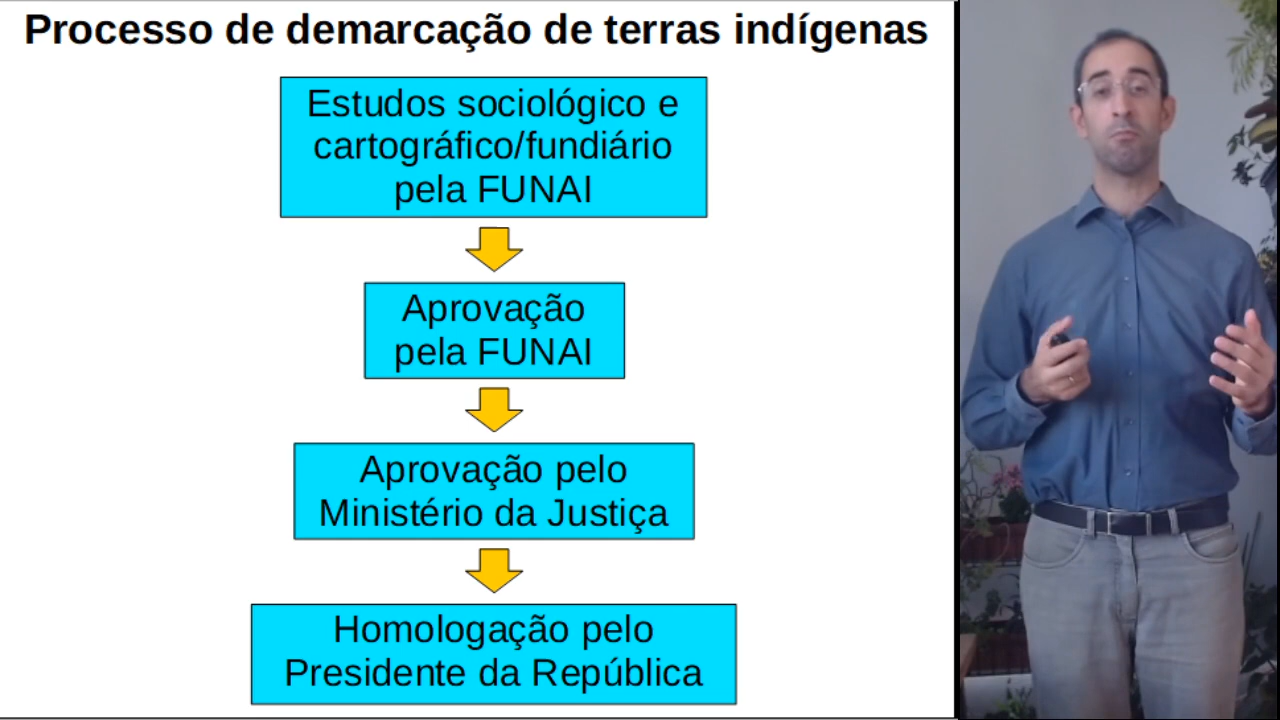 Processo de demarcação de terras indígenas
Estudos sociológico e
cartográfico/fundiário
pela FUNAI
Aprovação
pela FUNAI
Aprovação pelo
Ministério da Justiça
Homologação pelo
Presidente da República